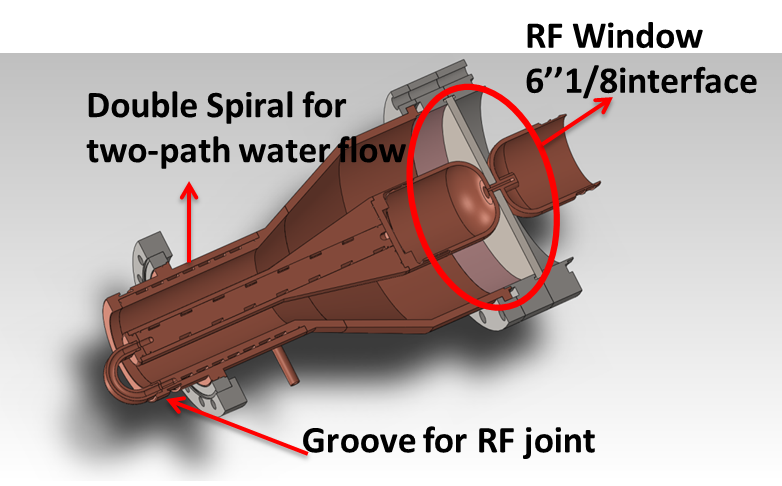 RF Window
6’’1/8interface
Double Spiral for
two-path water flow
Groove for RF joint